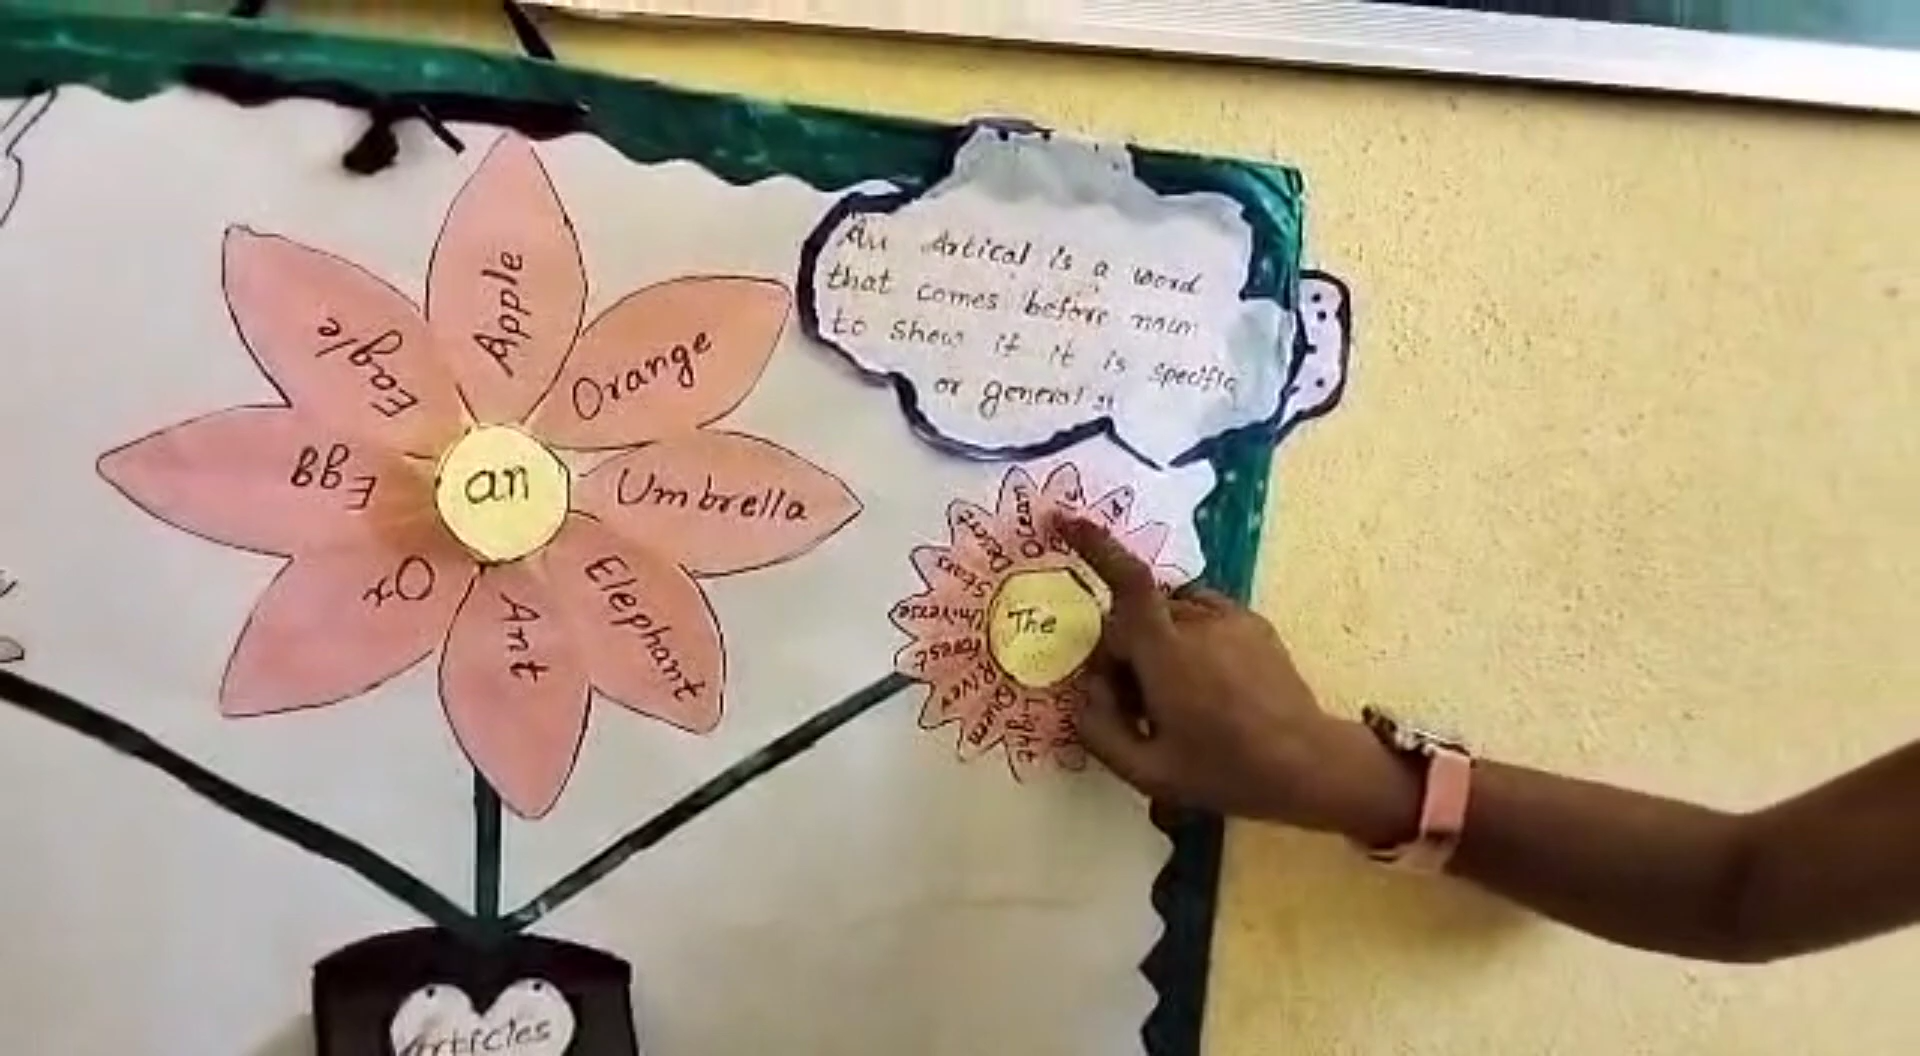 An Artical is a word
that comes before noun
to show if it is specific
or general
an
Apple
Orange
Umbrella
Elephant
Ant
Ox
Egg
Eagle
The
Ocean
Desert
Stars
Universe
forest
River
Queen
Light
Articles